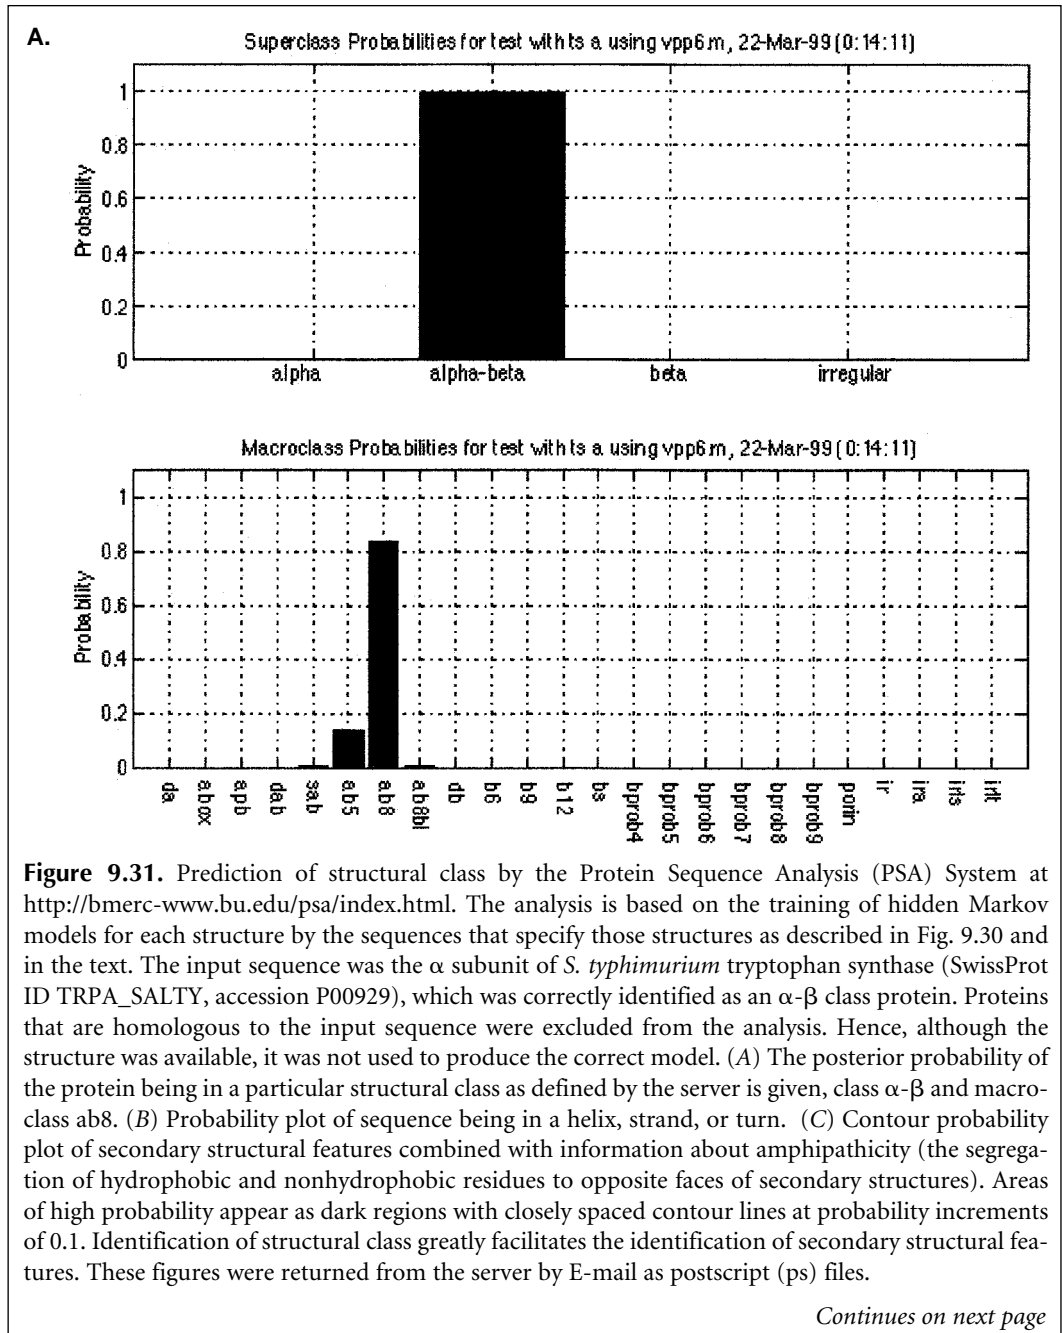 A.
Superclass Probabilities for test with ts a using vpp6m, 22-Mar-99 (0:14:11)
1
0.8
0.6
0.4
0.2
0
Probability
alpha alpha-beta beta irregular
Macroclass Probabilities for test with ts a using vpp6m, 22-Mar-99 (0:14:11)
1
0.8
0.6
0.4
0.2
0
Probability
da abox apb dab sab ab5 ab8 ab8bl db b6 b9 b12 bs bprob4 bprob5 bprob6 bprob7 bprob8 bprob9 porin ir ira irls irlt
Figure 9.31. Prediction of structural class by the Protein Sequence Analysis (PSA) System at
http://bmerc-www.bu.edu/psa/index.html. The analysis is based on the training of hidden Markov
models for each structure by the sequences that specify those structures as described in Fig. 9.30 and
in the text. The input sequence was the α subunit of S. typhimurium tryptophan synthase (SwissProt
ID TRPA_SALTY, accession P00929), which was correctly identified as an α-β class protein. Proteins
that are homologous to the input sequence were excluded from the analysis. Hence, although the
structure was available, it was not used to produce the correct model. (A) The posterior probability of
the protein being in a particular structural class as defined by the server is given, class α-β and macro-
class ab8. (B) Probability plot of sequence being in a helix, strand, or turn. (C) Contour probability
plot of secondary structural features combined with information about amphipathicity (the segrega-
tion of hydrophobic and nonhydrophobic residues to opposite faces of secondary structures). Areas
of high probability appear as dark regions with closely spaced contour lines at probability increments
of 0.1. Identification of structural class greatly facilitates the identification of secondary structural fea-
tures. These figures were returned from the server by E-mail as postscript (ps) files.
Continues on next page